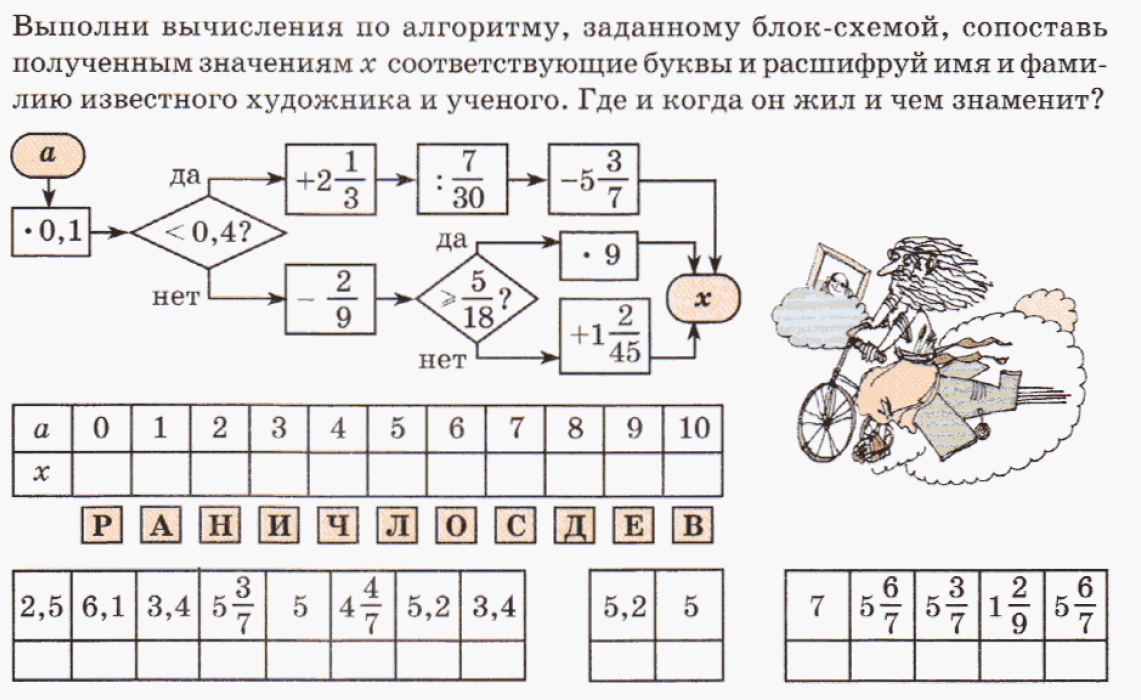 Выполни вычисления по алгоритму, заданному блок-схемой, сопоставь
полученным значениям x соответствующие буквы и расшифруй имя и фами-
лию известного художника и ученого. Где и когда он жил и чем знаменит?
a
· 0,1
< 0,4?
да
+2 1/3
: 7/30
−5 3/7
нет
− 2/9
⩾ 5/18 ?
да
· 9
нет
+1 2/45
x
a 0 1 2 3 4 5 6 7 8 9 10
x
Р А Н И Ч Л О С Д Е В
2,5 6,1 3,4 5 3/7 5 4 4/7 5,2 3,4
5,2 5
7 5 6/7 5 3/7 1 2/9 5 6/7